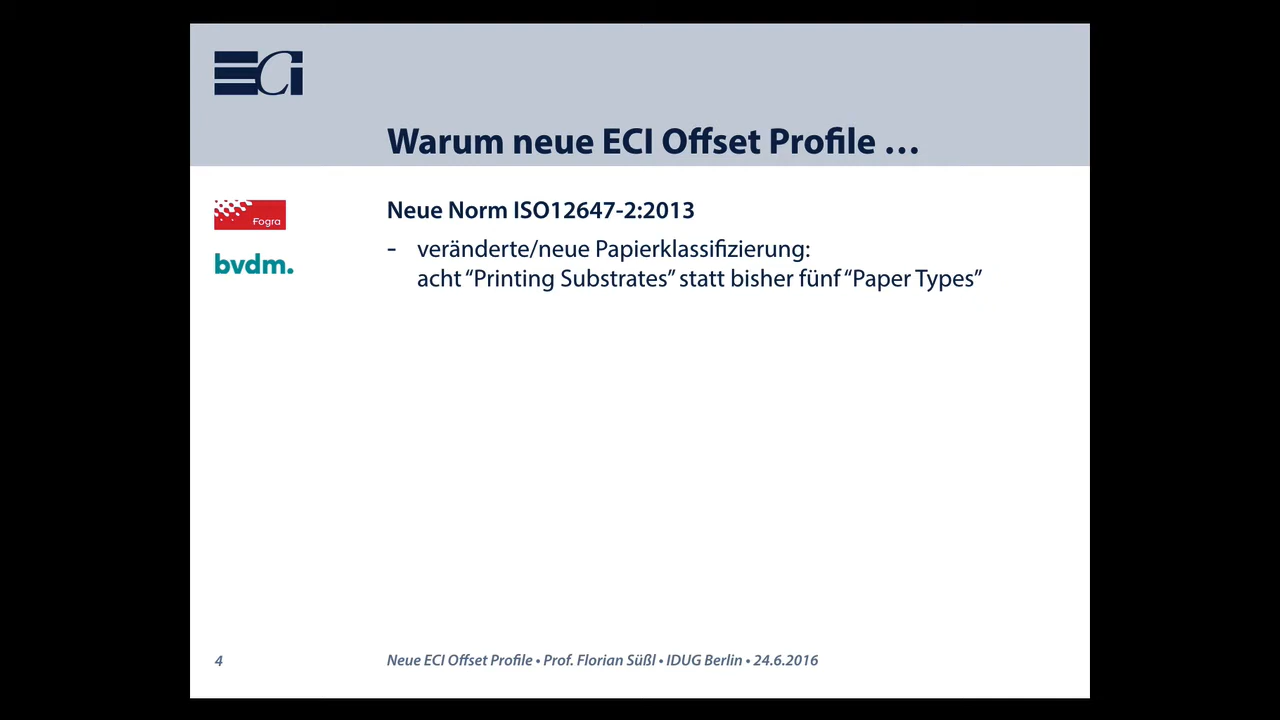 ECI
Warum neue ECI Offset Profile …
Fogra
bvdm.
Neue Norm ISO12647-2:2013
- veränderte/neue Papierklassifizierung:
acht “Printing Substrates” statt bisher fünf “Paper Types”
4
Neue ECI Offset Profile • Prof. Florian Süßl • IDUG Berlin • 24.6.2016